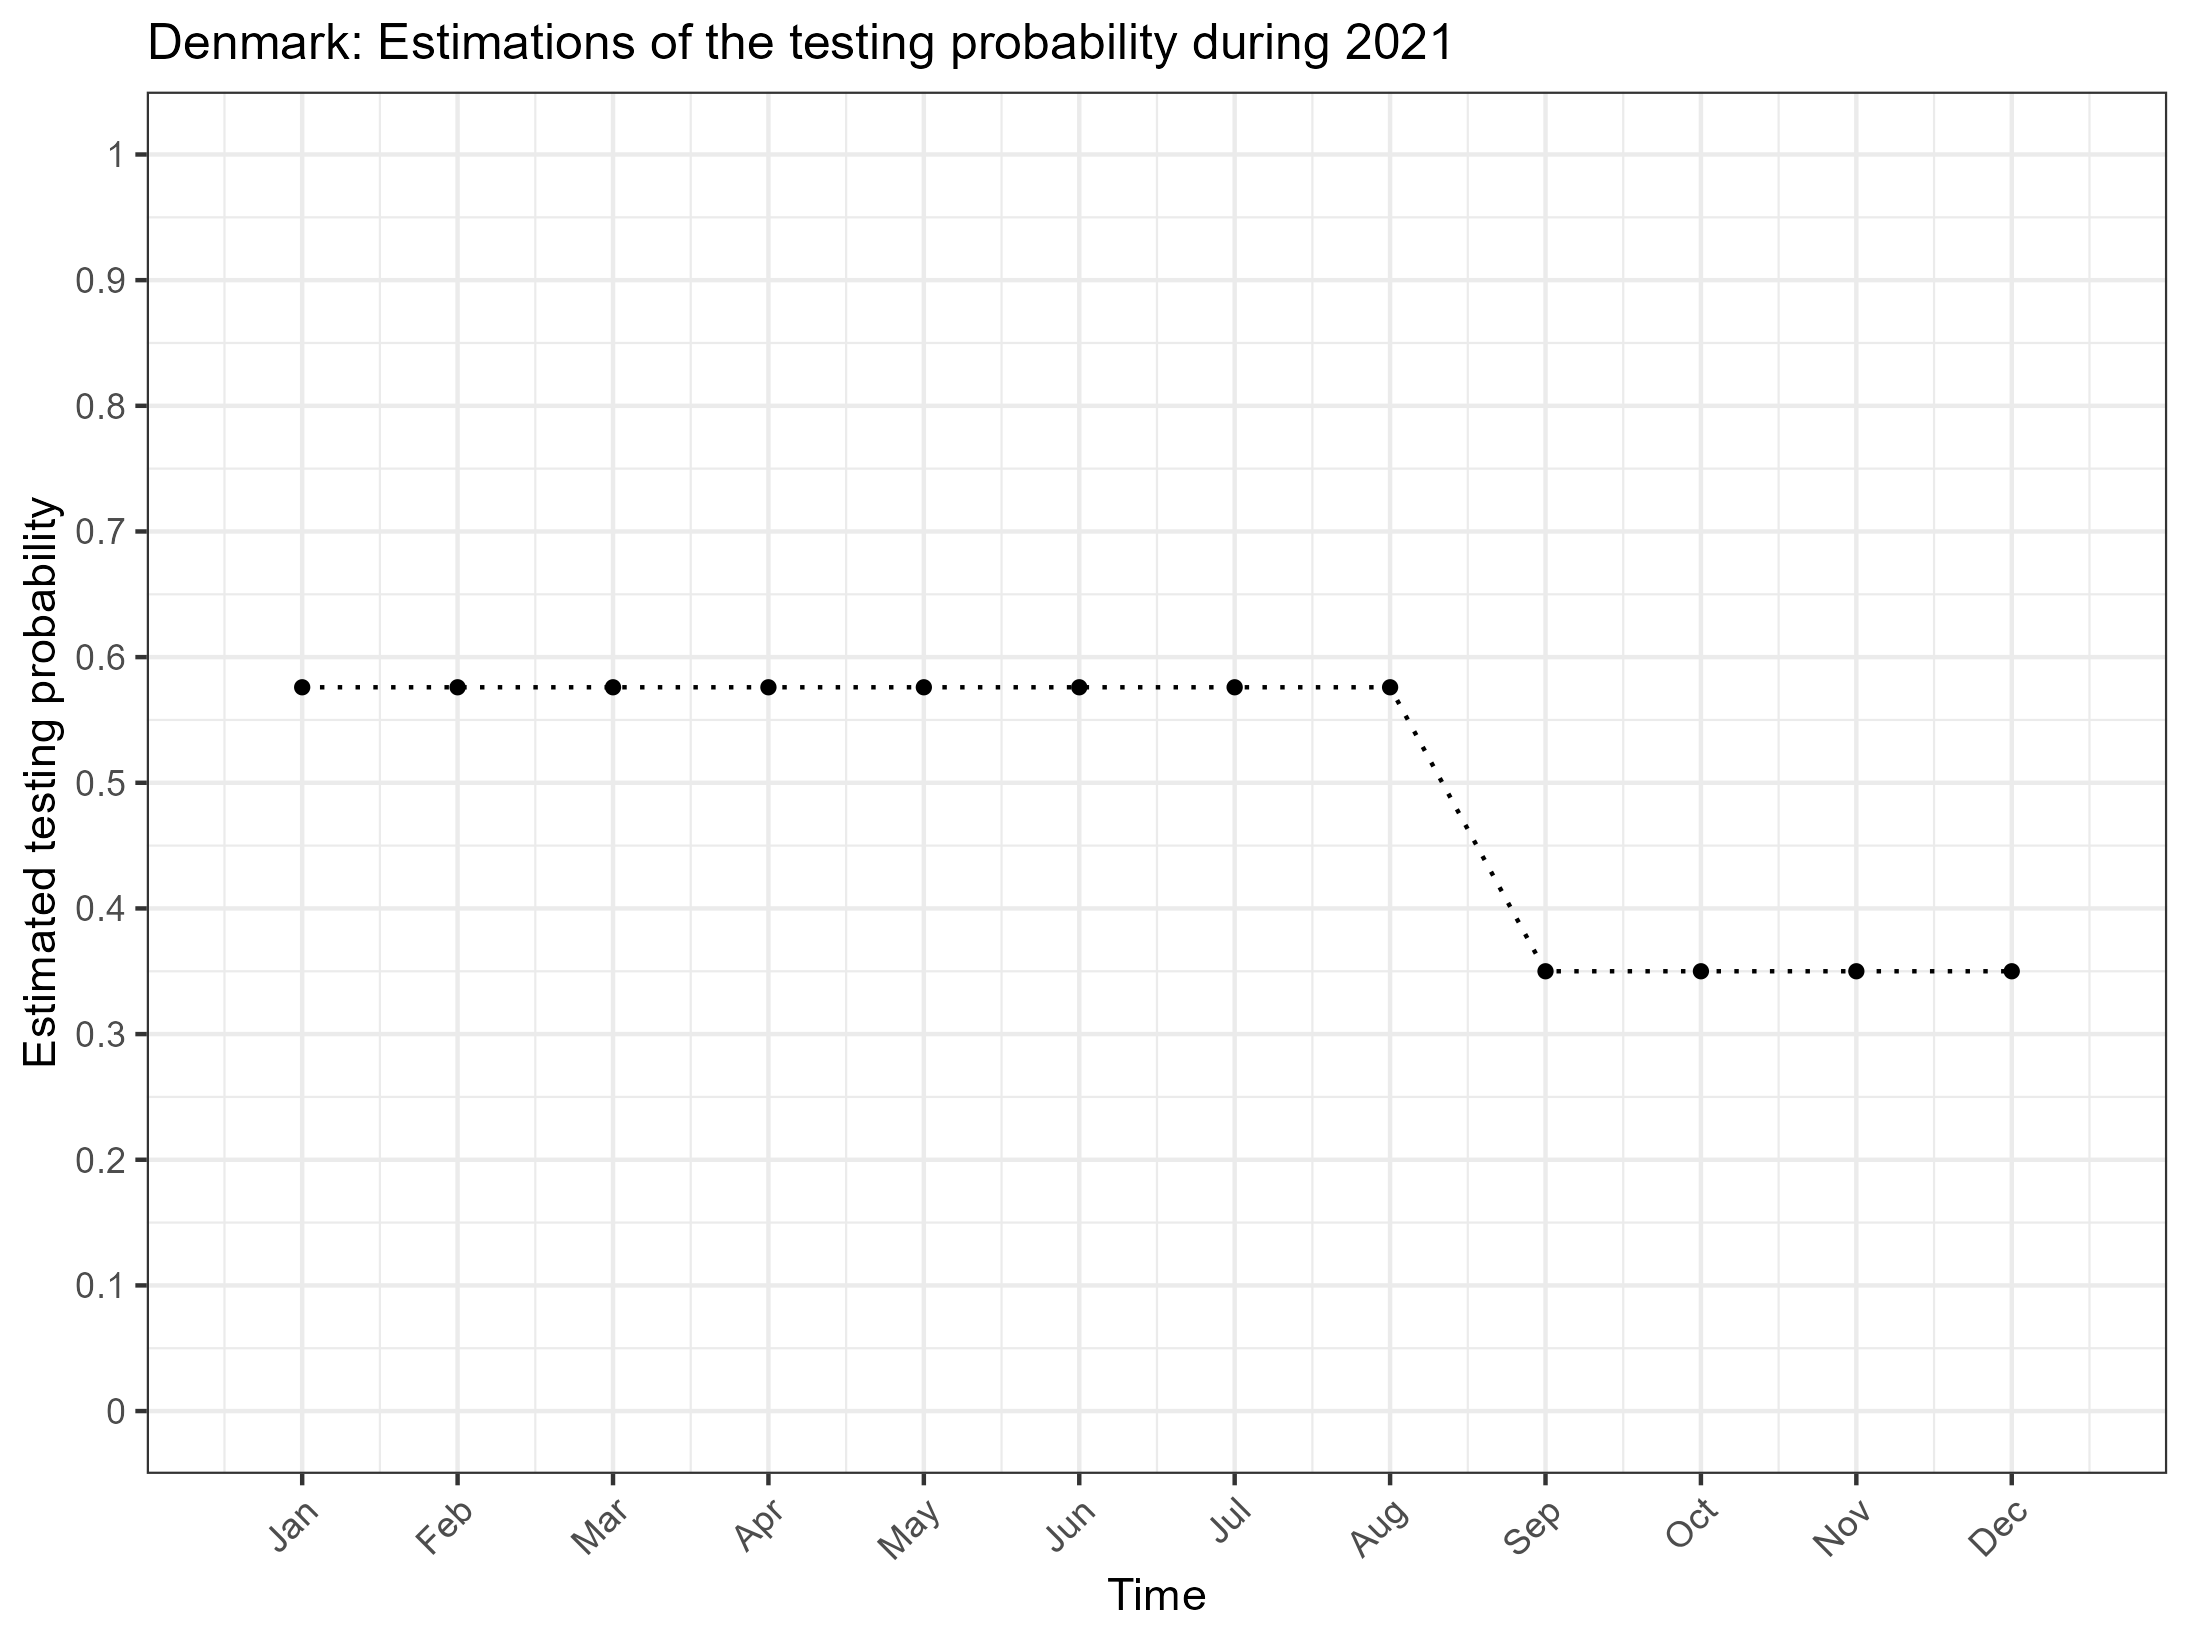 Denmark: Estimations of the testing probability during 2021
Estimated testing probability
1
0.9
0.8
0.7
0.6
0.5
0.4
0.3
0.2
0.1
0
Jan Feb Mar Apr May Jun Jul Aug Sep Oct Nov Dec
Time